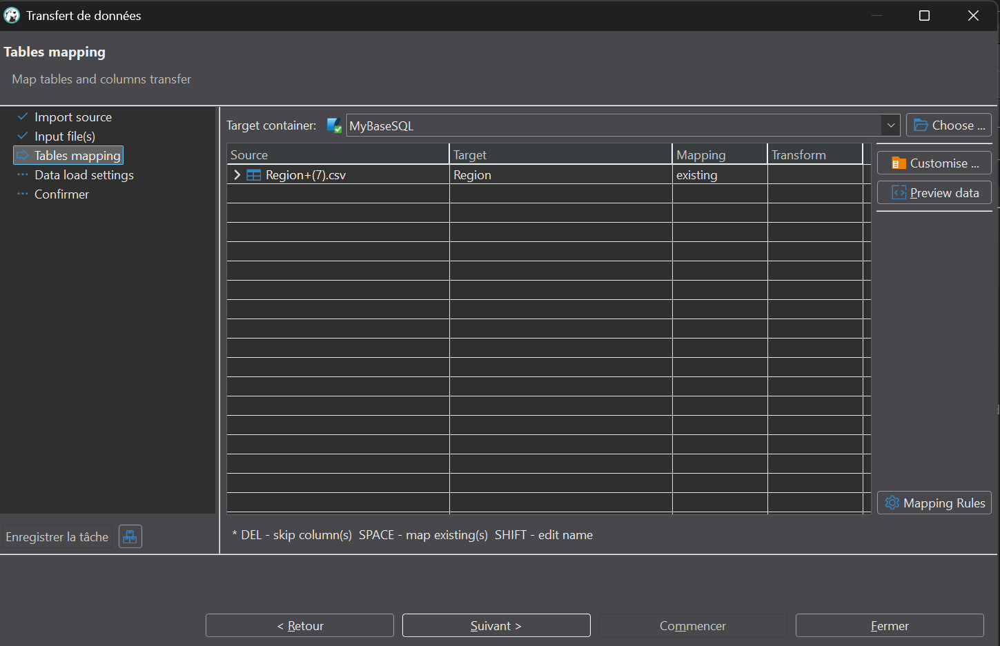 Transfert de données
Tables mapping
Map tables and columns transfer
Import source
Input file(s)
Tables mapping
Data load settings
Confirmer
Enregistrer la tâche
Target container: MyBaseSQL Choose ...
Source Target Mapping Transform
Region+(7).csv Region existing
Customise ...
Preview data
Mapping Rules
* DEL - skip column(s) SPACE - map existing(s) SHIFT - edit name
< Retour Suivant > Commencer Fermer